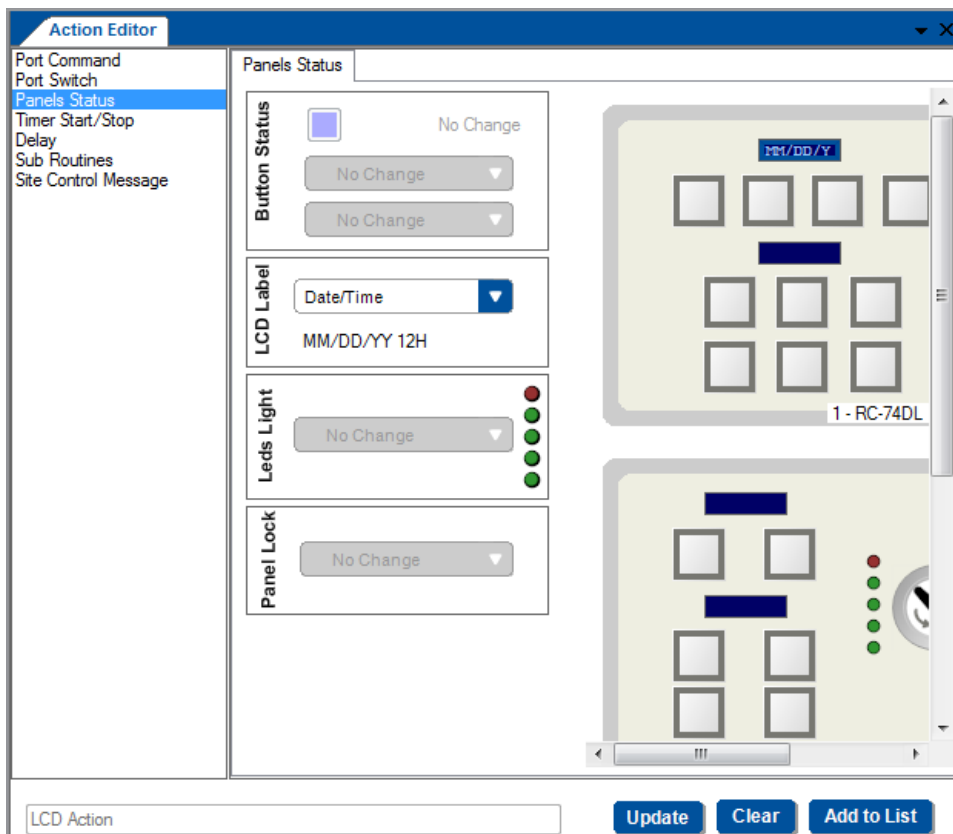 Action Editor
Port Command
Port Switch
Panels Status
Timer Start/Stop
Delay
Sub Routines
Site Control Message
Panels Status
Button Status
No Change
No Change
No Change
LCD Label
Date/Time
MM/DD/YY 12H
Leds Light
No Change
Panel Lock
No Change
MM/DD/Y
1 - RC-74DL
LCD Action
Update
Clear
Add to List